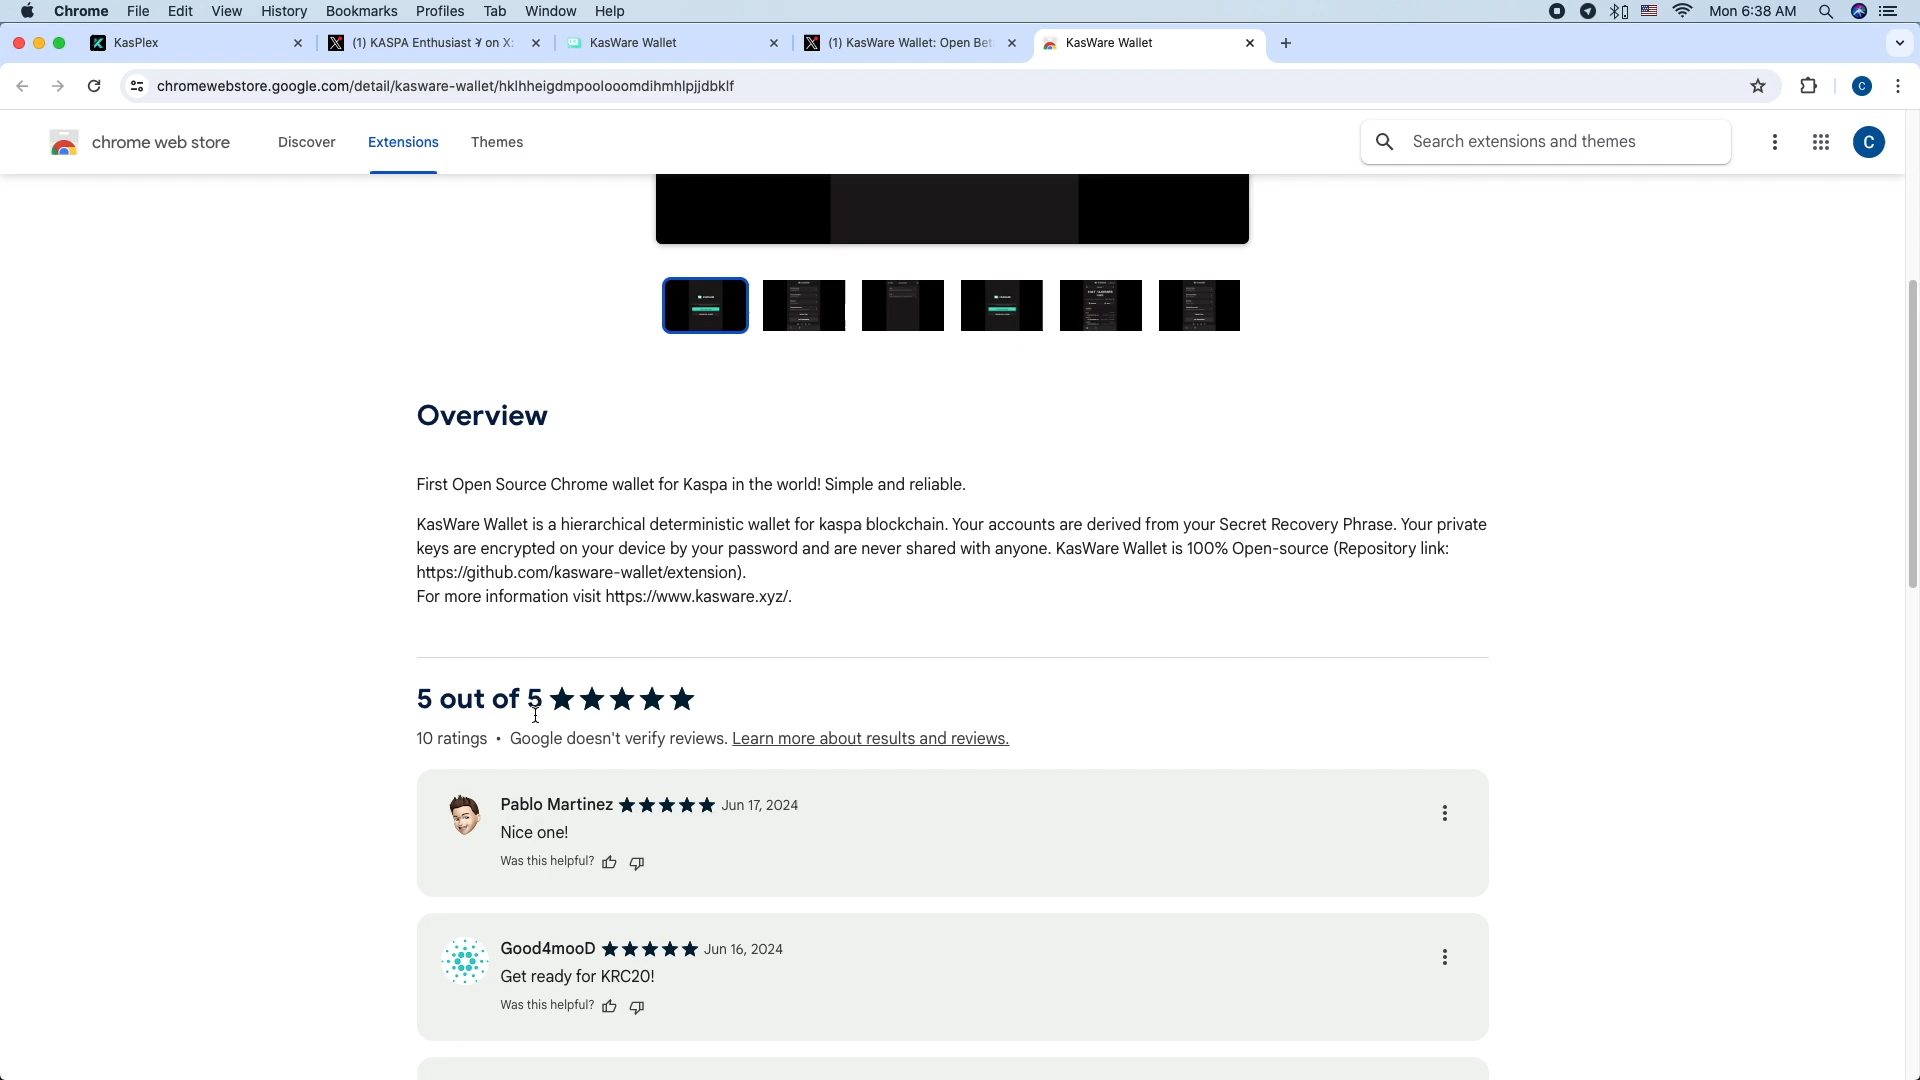 Chrome File Edit View History Bookmarks Profiles Tab Window Help Mon 6:38 AM
KasPlex (1) KASPA Enthusiast 𐤊 on X: KasWare Wallet (1) KasWare Wallet: Open Bet KasWare Wallet
chromewebstore.google.com/detail/kasware-wallet/hklhheigdmpoolooomdihmhlpjjdbklf C
chrome web store Discover Extensions Themes Search extensions and themes C
Overview
First Open Source Chrome wallet for Kaspa in the world! Simple and reliable.
KasWare Wallet is a hierarchical deterministic wallet for kaspa blockchain. Your accounts are derived from your Secret Recovery Phrase. Your private
keys are encrypted on your device by your password and are never shared with anyone. KasWare Wallet is 100% Open-source (Repository link:
https://github.com/kasware-wallet/extension).
For more information visit https://www.kasware.xyz/.
5 out of 5
10 ratings • Google doesn't verify reviews. Learn more about results and reviews.
Pablo Martinez Jun 17, 2024
Nice one!
Was this helpful?
Good4mooD Jun 16, 2024
Get ready for KRC20!
Was this helpful?